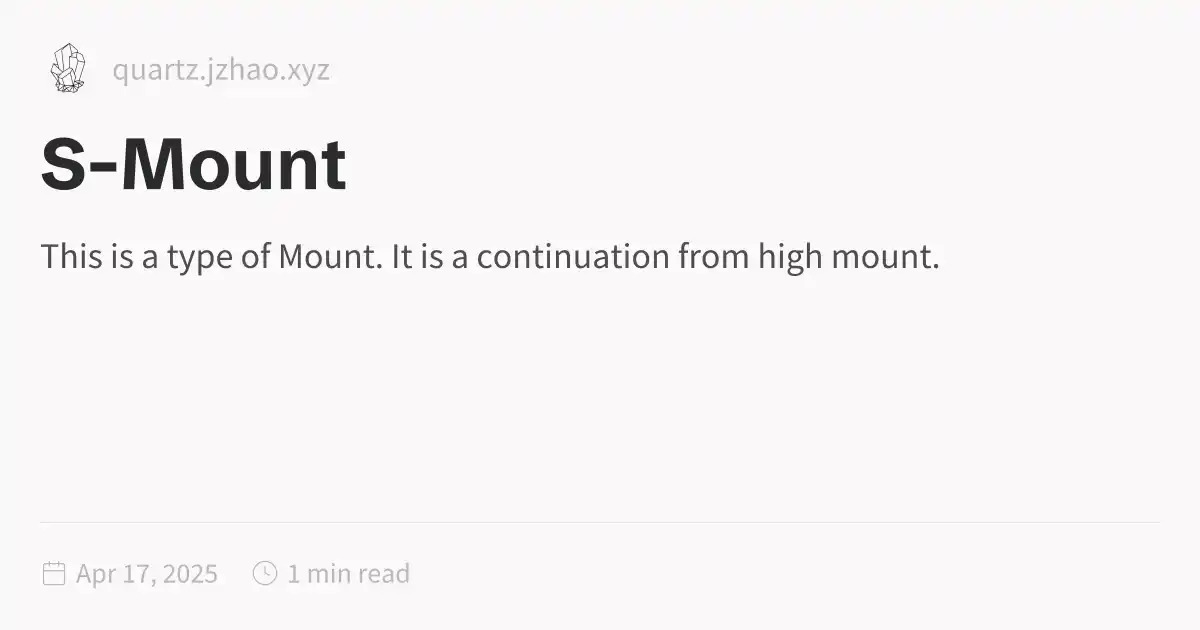 quartz.jzhao.xyz
S-Mount
This is a type of Mount. It is a continuation from high mount.
Apr 17, 2025 1 min read